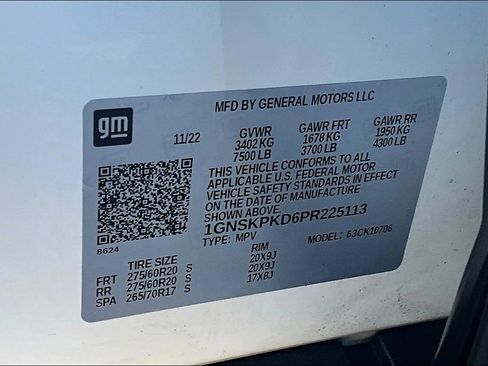 gm
MFD BY GENERAL MOTORS LLC
11/22 GVWR GAWR FRT GAWR RR
3402 KG 1678 KG 1950 KG
7500 LB 3700 LB 4300 LB
THIS VEHICLE CONFORMS TO ALL
APPLICABLE U.S. FEDERAL MOTOR
VEHICLE SAFETY STANDARDS IN EFFECT
ON THE DATE OF MANUFACTURE
SHOWN ABOVE.
1GNSKPKD6PR225113
8624 TYPE: MPV MODEL: 63CK10706
TIRE SIZE RIM
FRT 275/60R20 S 20X9J
RR 275/60R20 S 20X9J
SPA 265/70R17 S 17X8J